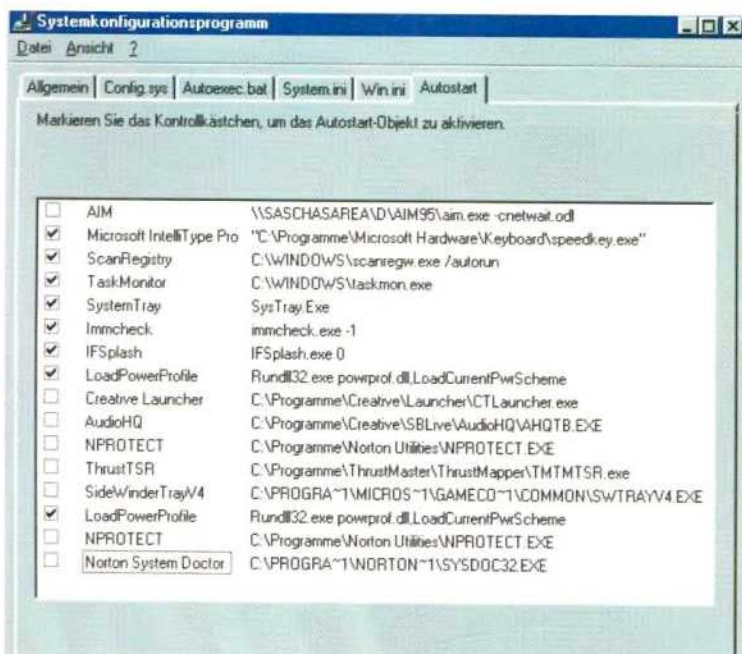 Systemkonfigurationsprogramm
Datei Ansicht ?
Allgemein Config.sys Autoexec.bat System.ini Win.ini Autostart
Markieren Sie das Kontrollkästchen, um das Autostart-Objekt zu aktivieren.
AIM \\SASCHASAREA\D\AIM95\aim.exe -cnetwait.odl
Microsoft IntelliType Pro "C:\Programme\Microsoft Hardware\Keyboard\speedkey.exe"
ScanRegistry C:\WINDOWS\scanregw.exe /autorun
TaskMonitor C:\WINDOWS\taskmon.exe
SystemTray SysTray.Exe
Immcheck immcheck.exe -1
IFSplash IFSplash.exe 0
LoadPowerProfile Rundll32.exe powrprof.dll,LoadCurrentPwrScheme
Creative Launcher C:\Programme\Creative\Launcher\CTLauncher.exe
AudioHQ C:\Programme\Creative\SBLive\AudioHQ\AHQTB.EXE
NPROTECT C:\Programme\Norton Utilities\NPROTECT.EXE
ThrustTSR C:\Programme\ThrustMaster\ThrustMapper\TMTMTSR.exe
SideWinderTrayV4 C:\PROGRA~1\MICROS~1\GAMECO~1\COMMON\SWTRAYV4.EXE
LoadPowerProfile Rundll32.exe powrprof.dll,LoadCurrentPwrScheme
NPROTECT C:\Programme\Norton Utilities\NPROTECT.EXE
Norton System Doctor C:\PROGRA~1\NORTON~1\SYSDOC32.EXE